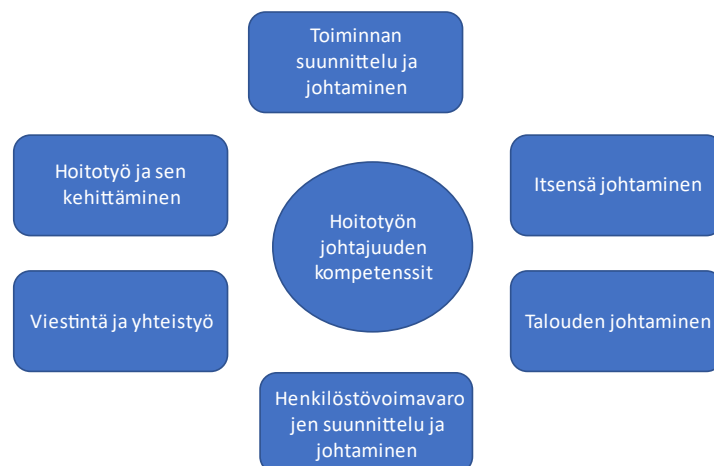 Toiminnan
suunnittelu ja
johtaminen
Hoitotyö ja sen
kehittäminen
Itsensä johtaminen
Hoitotyön
johtajuuden
kompetenssit
Viestintä ja yhteistyö
Talouden johtaminen
Henkilöstövoimavaro
jen suunnittelu ja
johtaminen